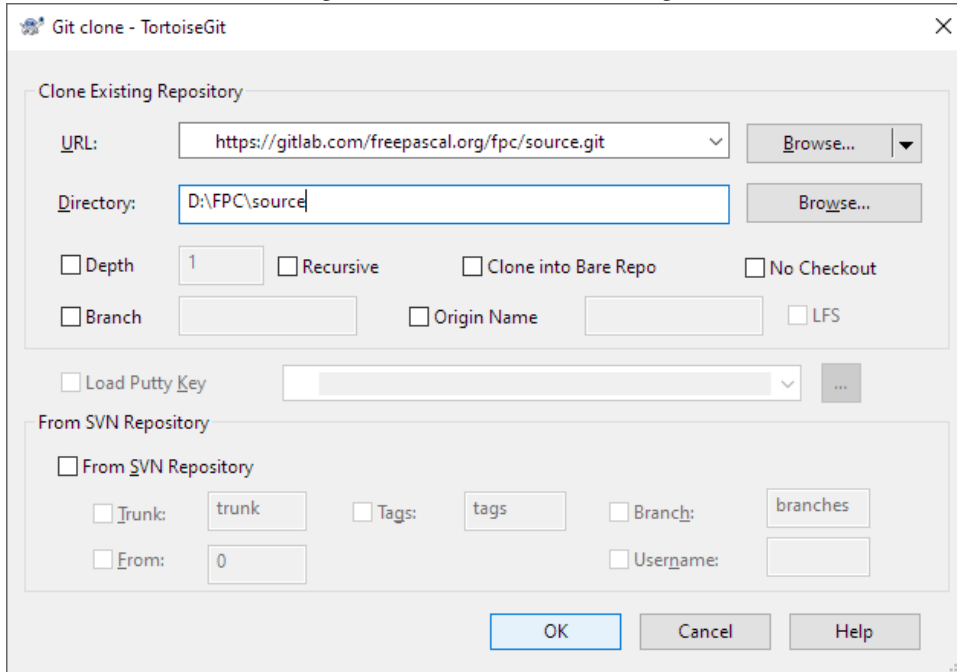 Git clone - TortoiseGit
Clone Existing Repository
URL: https://gitlab.com/freepascal.org/fpc/source.git Browse...
Directory: D:\FPC\source Browse...
Depth 1 Recursive Clone into Bare Repo No Checkout
Branch Origin Name LFS
Load Putty Key ...
From SVN Repository
From SVN Repository
Trunk: trunk Tags: tags Branch: branches
From: 0 Username:
OK Cancel Help